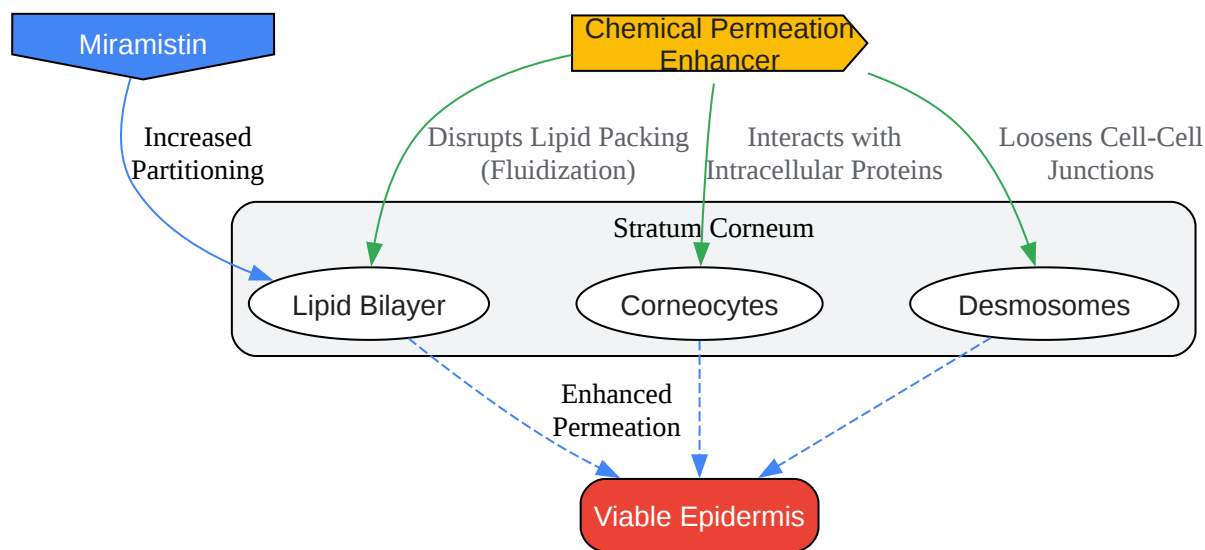 Miramistin
Chemical Permeation
Enhancer
Increased
Partitioning
Disrupts Lipid Packing
(Fluidization)
Interacts with
Intracellular Proteins
Loosens Cell-Cell
Junctions
Stratum Corneum
Lipid Bilayer
Corneocytes
Desmosomes
Enhanced
Permeation
Viable Epidermis